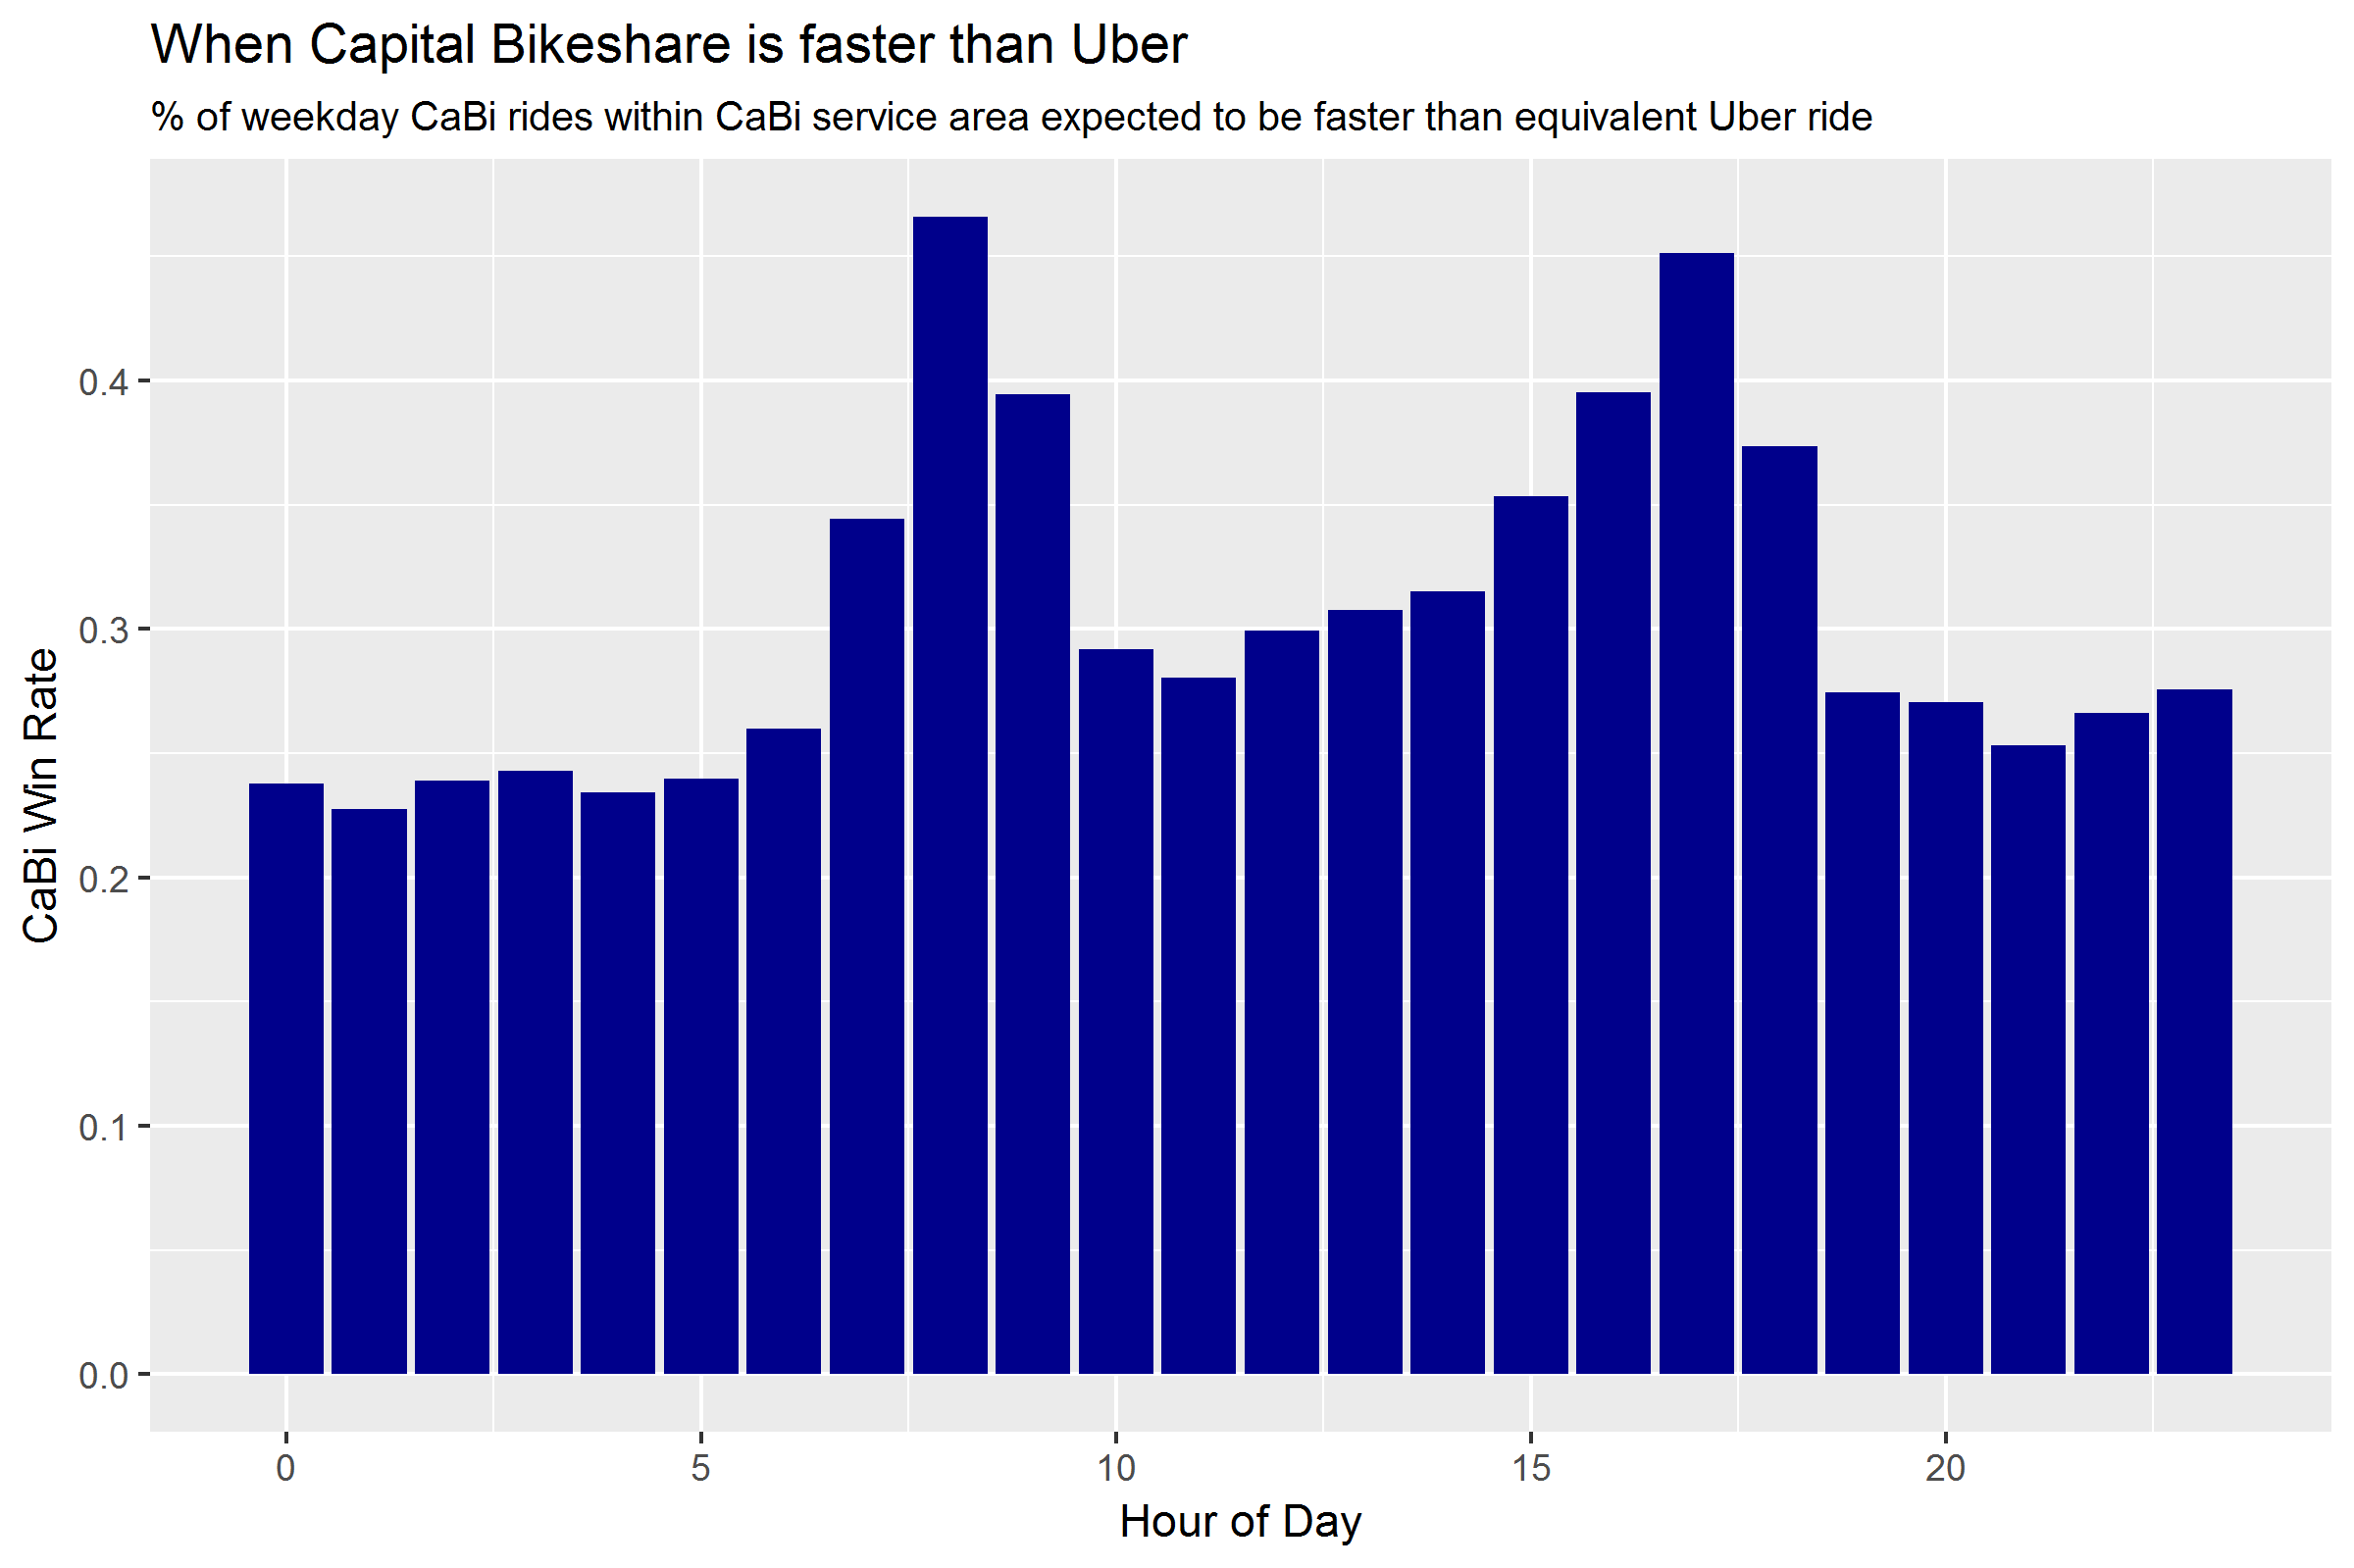 When Capital Bikeshare is faster than Uber
% of weekday CaBi rides within CaBi service area expected to be faster than equivalent Uber ride
CaBi Win Rate
0.4
0.3
0.2
0.1
0.0
0 5 10 15 20
Hour of Day